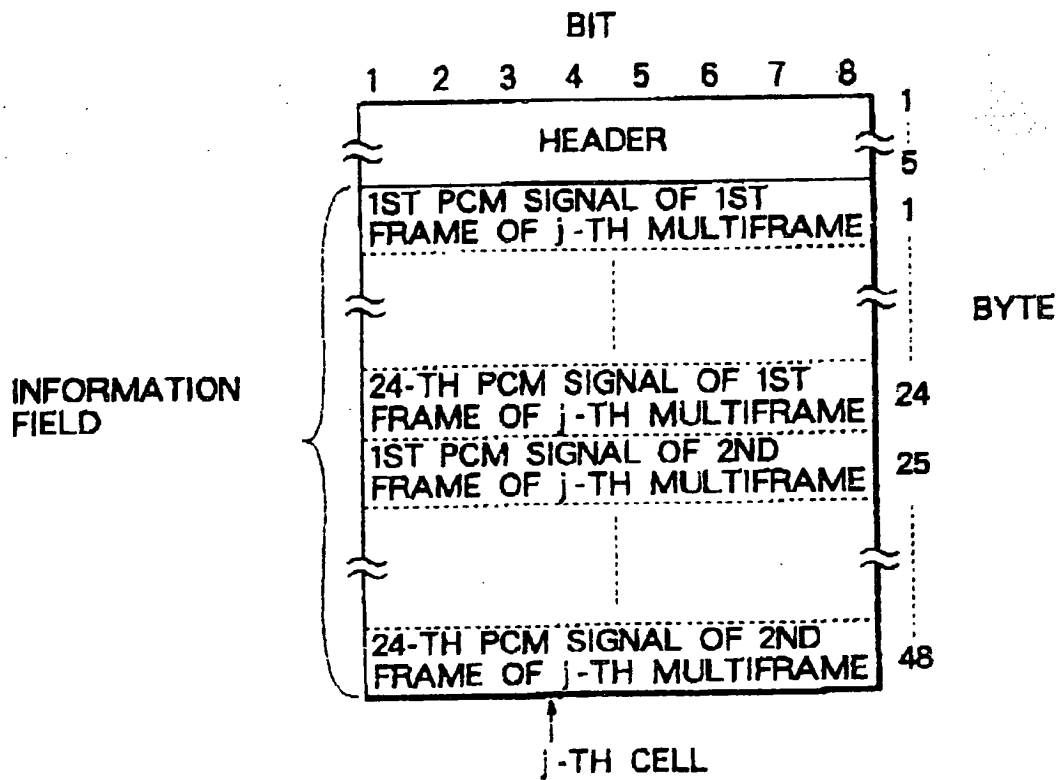 BIT
1 2 3 4 5 6 7 8
1
HEADER
5
1ST PCM SIGNAL OF 1ST
FRAME OF j-TH MULTIFRAME
1
BYTE
INFORMATION
FIELD
24-TH PCM SIGNAL OF 1ST
FRAME OF j-TH MULTIFRAME
24
1ST PCM SIGNAL OF 2ND
FRAME OF j-TH MULTIFRAME
25
24-TH PCM SIGNAL OF 2ND
FRAME OF j-TH MULTIFRAME
48
j-TH CELL